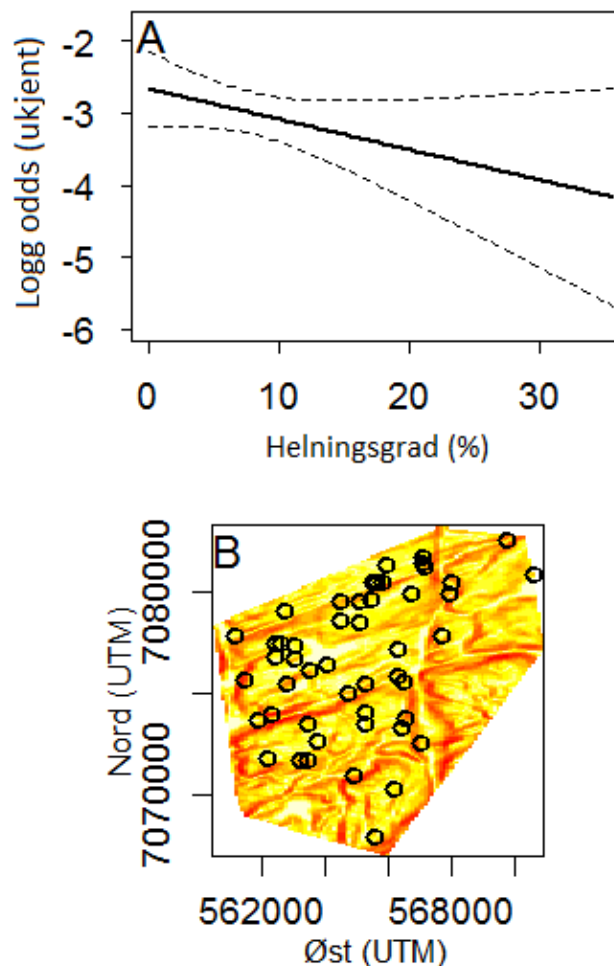 A
-2
-3
-4
-5
-6
Logg odds (ukjent)
0 10 20 30
Helningsgrad (%)
B
7080000
7070000
Nord (UTM)
562000 568000
Øst (UTM)